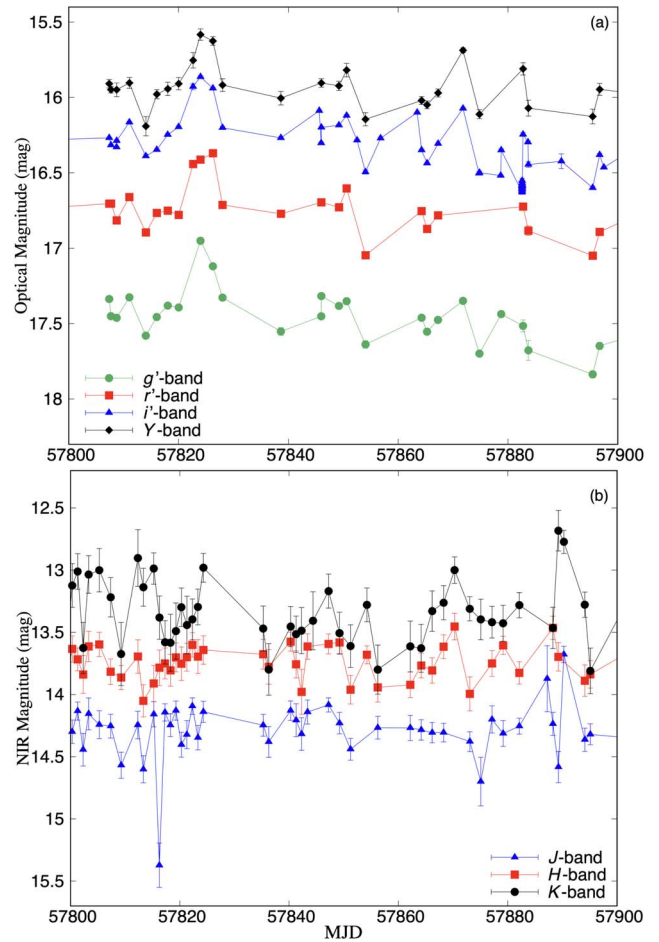 15.5
(a)
16
16.5
17
17.5
18
Optical Magnitude (mag)
g'-band
r'-band
i'-band
Y-band
57800 57820 57840 57860 57880 57900
12.5
(b)
13
13.5
14
14.5
15
15.5
NIR Magnitude (mag)
J-band
H-band
K-band
57800 57820 57840 57860 57880 57900
MJD